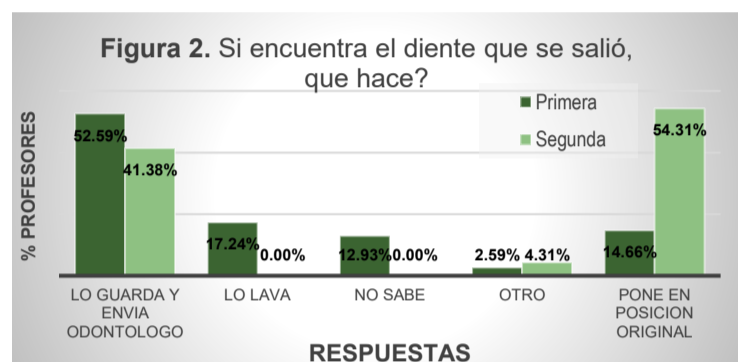 Figura 2. Si encuentra el diente que se salió,
que hace?
Primera
Segunda
% PROFESORES
52.59%
41.38%
17.24%
0.00%
12.93%
0.00%
2.59%
4.31%
14.66%
54.31%
LO GUARDA Y
ENVIA
ODONTOLOGO
LO LAVA
NO SABE
OTRO
PONE EN
POSICION
ORIGINAL
RESPUESTAS